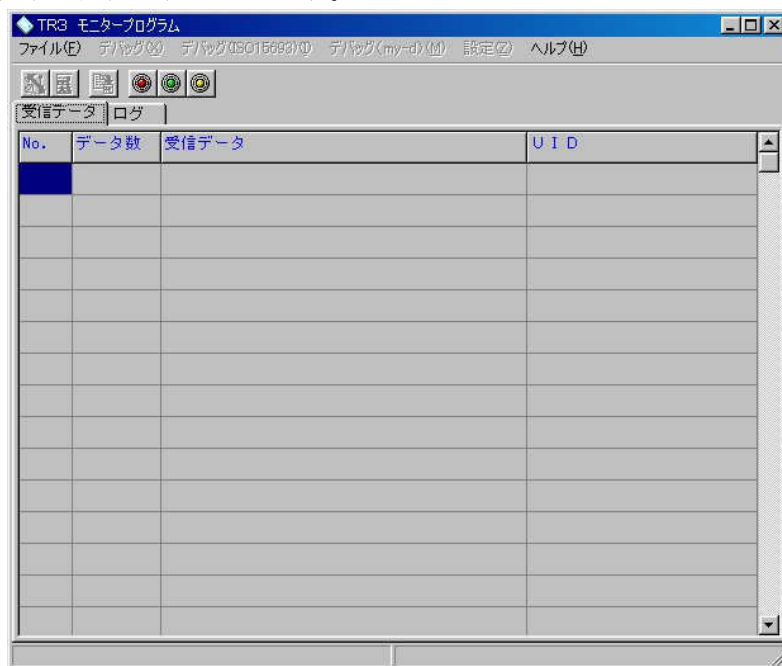 TR3 モニタープログラム
ファイル(F) デバッグ(X) デバッグ(ISO15693)(I) デバッグ(my-d)(M) 設定(Z) ヘルプ(H)
受信データ ログ
No. データ数 受信データ ＵＩＤ